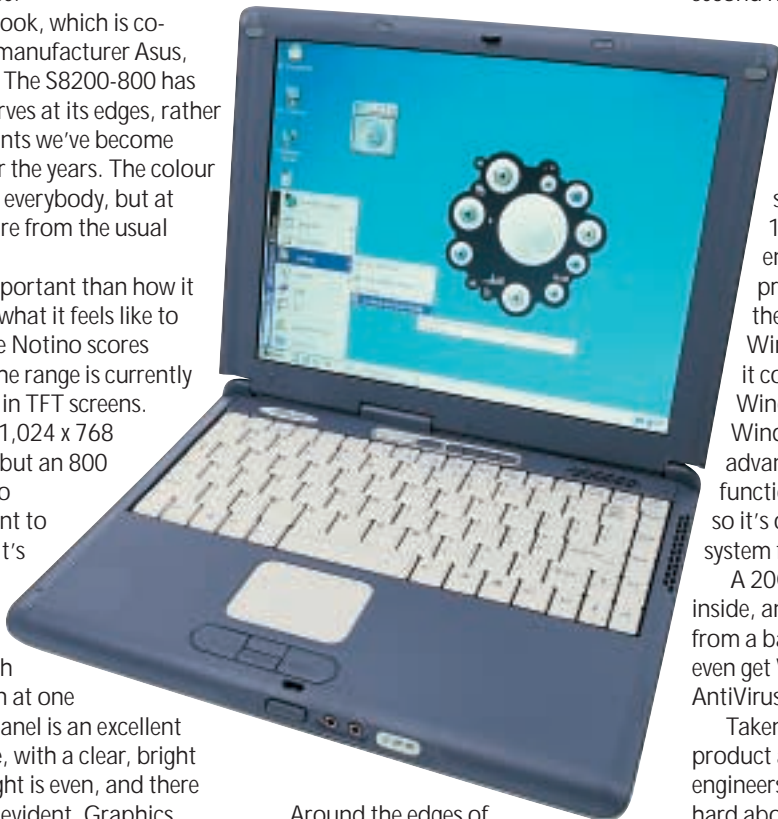 ook, which is co-
manufacturer Asus,
The S8200-800 has
rves at its edges, rather
nts we've become
r the years. The colour
everybody, but at
re from the usual
portant than how it
what it feels like to
e Notino scores
he range is currently
in TFT screens.
1,024 x 768
but an 800
o
nt to
t's
h
n at one
anel is an excellent
e, with a clear, bright
ght is even, and there
evident. Graphics
Around the edges of
s
1
er
pr
the
Win
it co
Wind
Wind
advan
functi
so it's c
system t
A 20
inside, an
from a ba
even get
AntiVirus
Taken
product a
engineers
hard abo